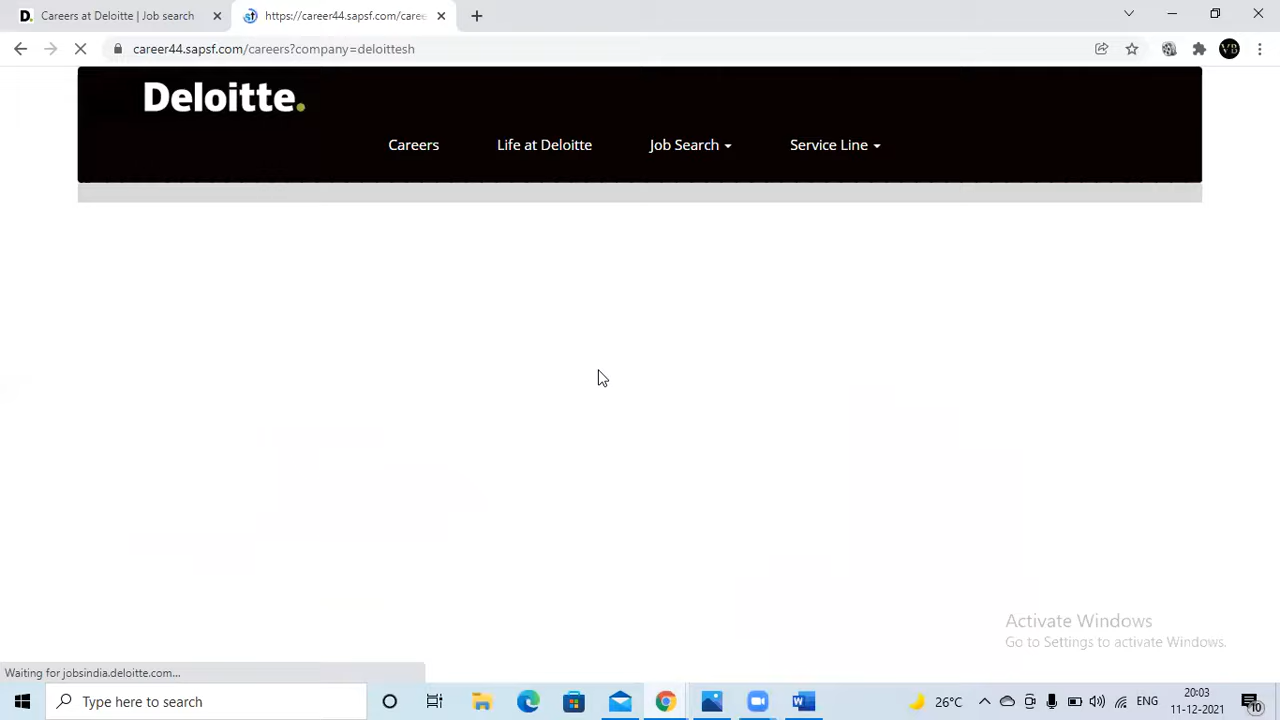 D. Careers at Deloitte | Job search
https://career44.sapsf.com/caree
career44.sapsf.com/careers?company=deloittesh
VB
Deloitte.
Careers Life at Deloitte Job Search Service Line
Activate Windows
Go to Settings to activate Windows.
Waiting for jobsindia.deloitte.com...
Type here to search
26°C
ENG
20:03
11-12-2021
10